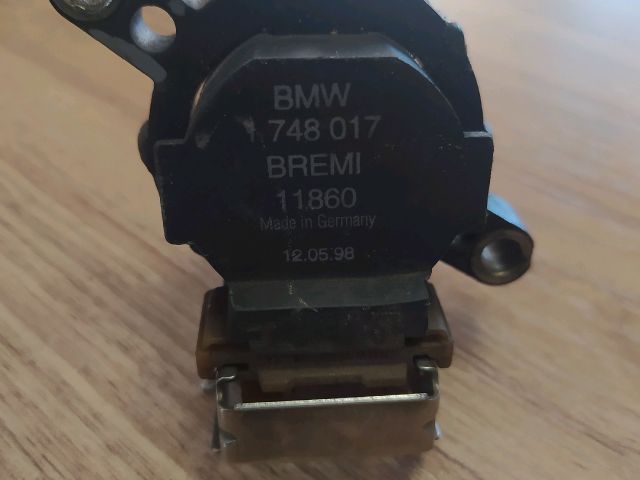 BMW
1 748 017
BREMI
11860
Made in Germany
12.05.98